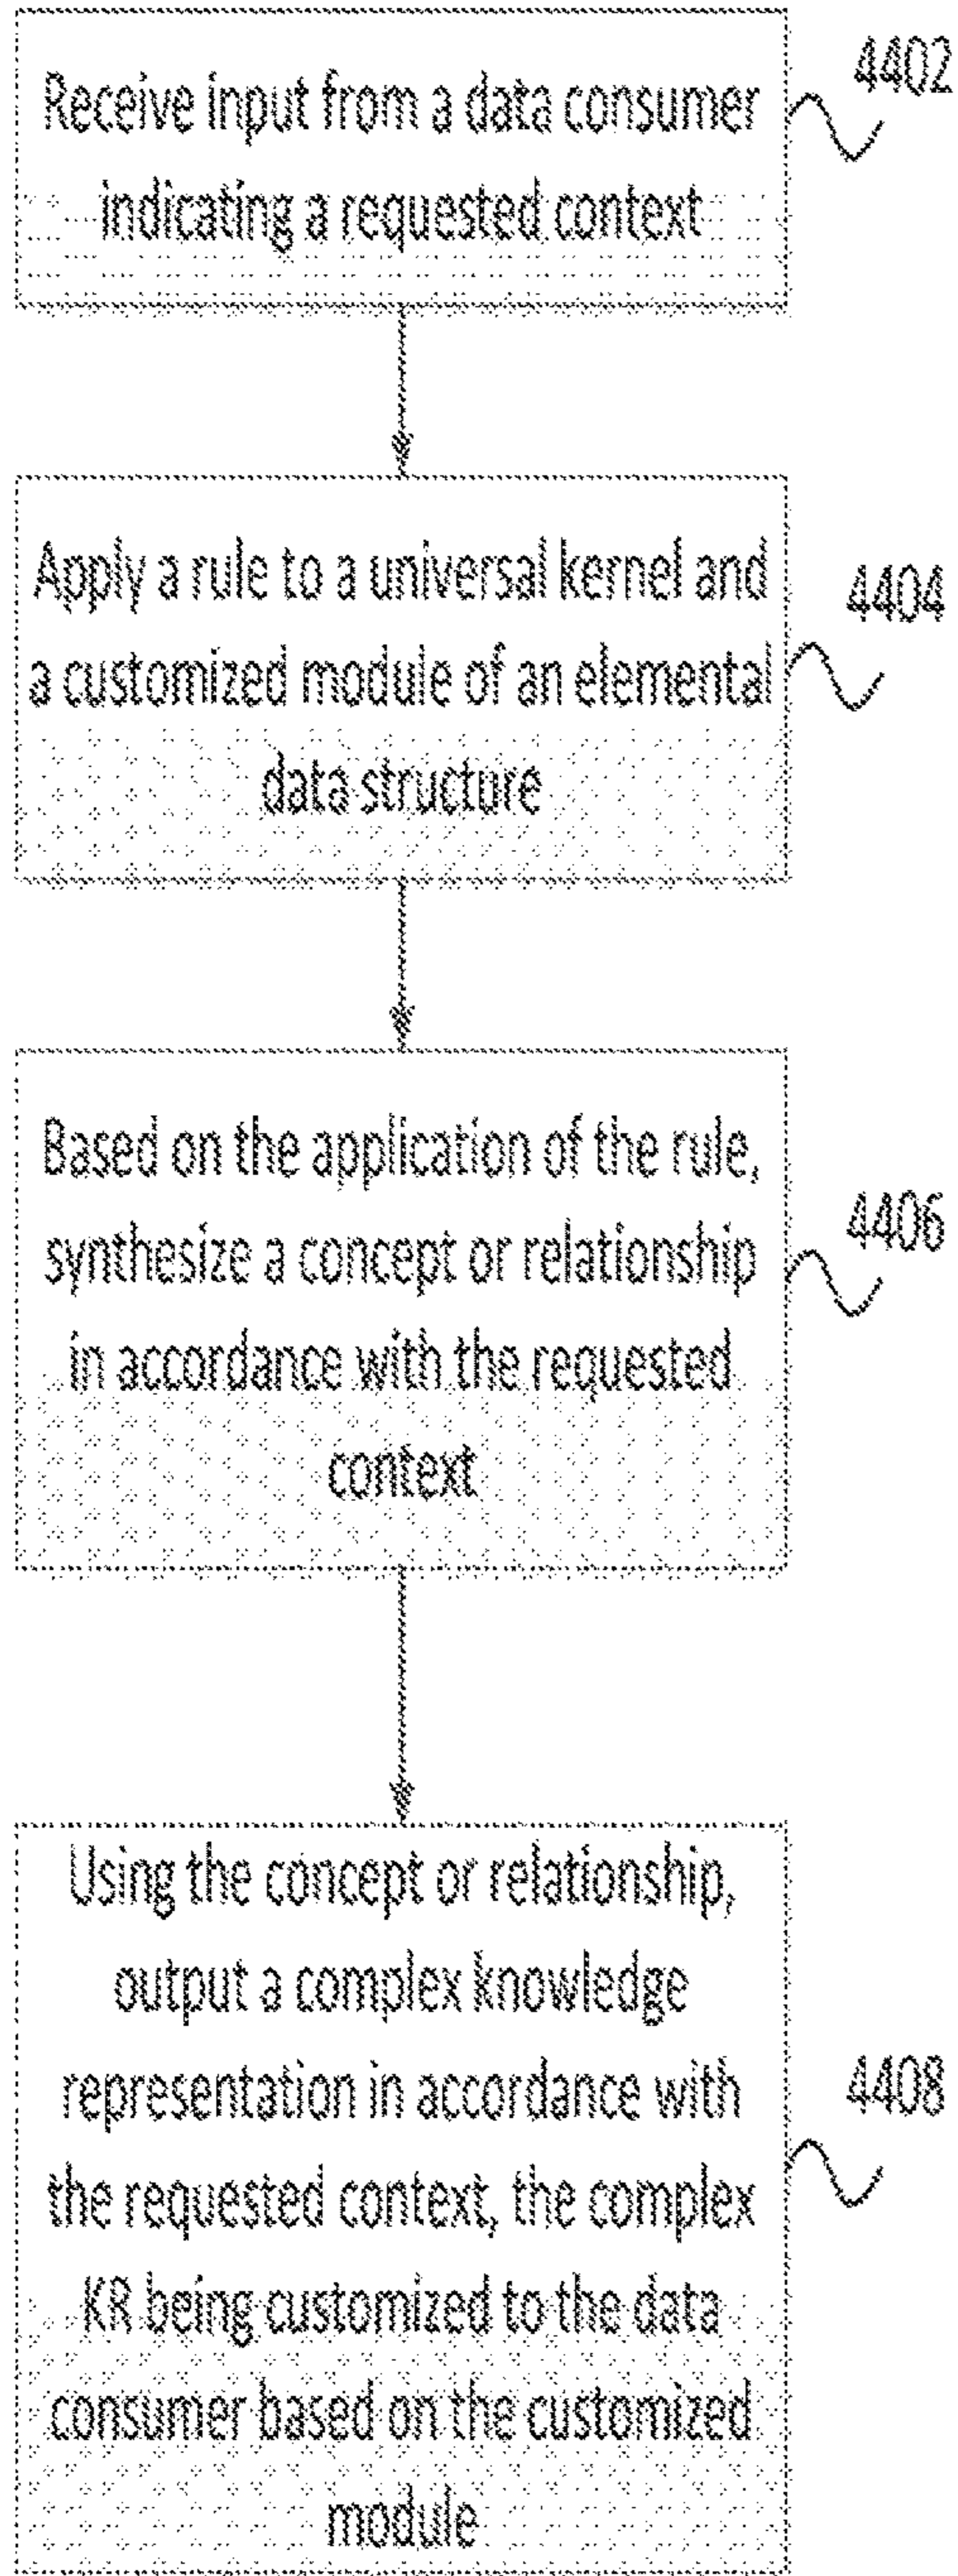 Receive input from a data consumer
indicating a requested context
4402
Apply a rule to a universal kernel and
a customized module of an elemental
data structure
4404
Based on the application of the rule,
synthesize a concept or relationship
in accordance with the requested
context
4406
Using the concept or relationship,
output a complex knowledge
representation in accordance with
the requested context, the complex
KR being customized to the data
consumer based on the customized
module
4408